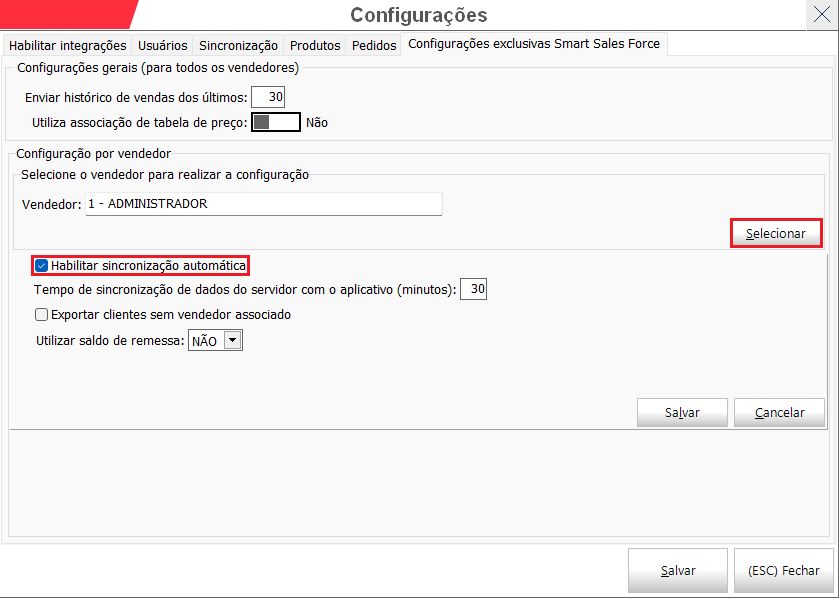 Configurações
Habilitar integrações Usuários Sincronização Produtos Pedidos Configurações exclusivas Smart Sales Force
Configurações gerais (para todos os vendedores)
Enviar histórico de vendas dos últimos: 30
Utiliza associação de tabela de preço: Não
Configuração por vendedor
Selecione o vendedor para realizar a configuração
Vendedor: 1 - ADMINISTRADOR
Selecionar
Habilitar sincronização automática
Tempo de sincronização de dados do servidor com o aplicativo (minutos): 30
Exportar clientes sem vendedor associado
Utilizar saldo de remessa: NÃO
Salvar Cancelar
Salvar (ESC) Fechar